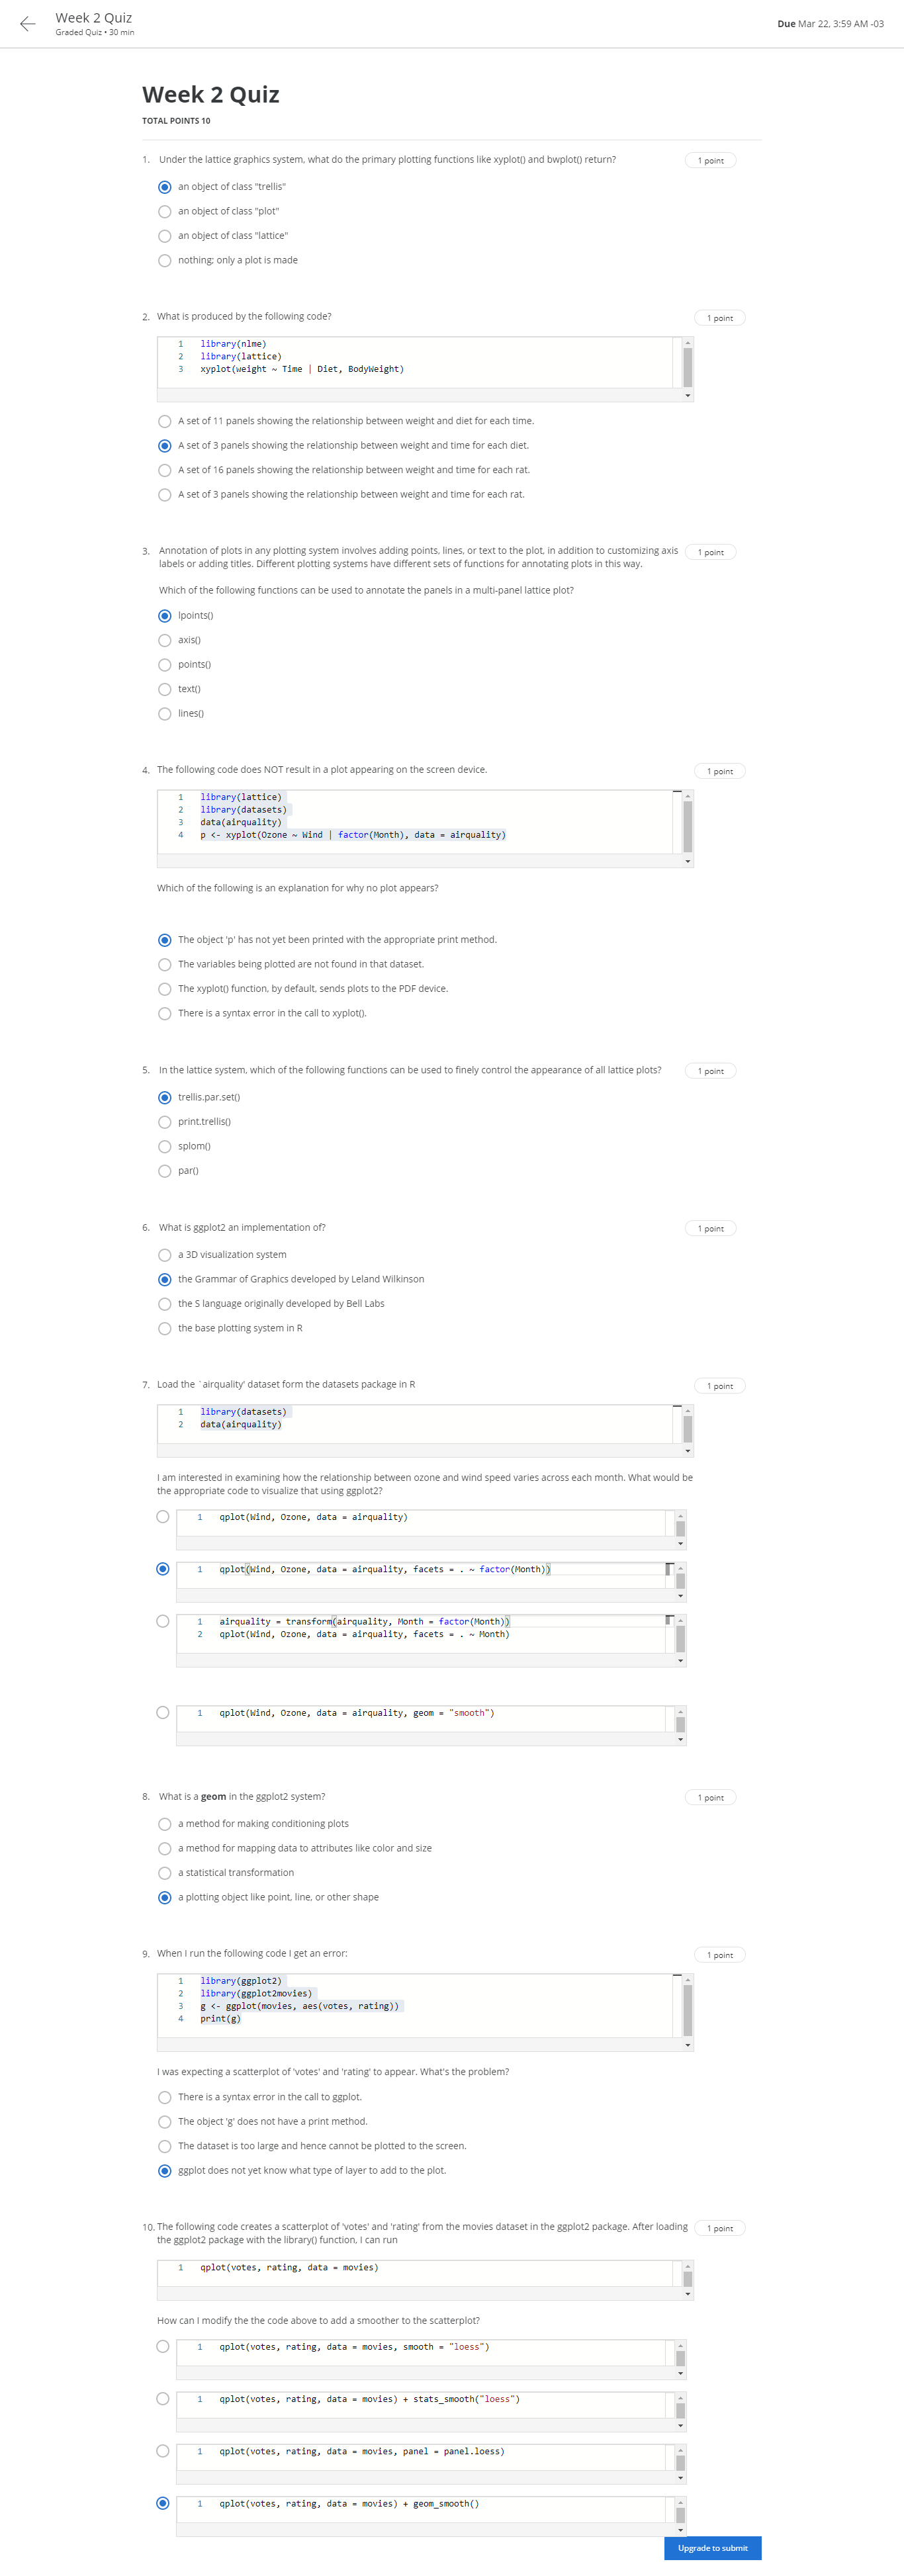 Week 2 Quiz
Graded Quiz • 30 min
Due Mar 22, 3:59 AM -03
Week 2 Quiz
TOTAL POINTS 10
1. Under the lattice graphics system, what do the primary plotting functions like xyplot() and bwplot() return?
1 point
an object of class "trellis"
an object of class "plot"
an object of class "lattice"
nothing; only a plot is made
2. What is produced by the following code?
1 point
1 library(nlme)
2 library(lattice)
3 xyplot(weight ~ Time | Diet, BodyWeight)
A set of 11 panels showing the relationship between weight and diet for each time.
A set of 3 panels showing the relationship between weight and time for each diet.
A set of 16 panels showing the relationship between weight and time for each rat.
A set of 3 panels showing the relationship between weight and time for each rat.
3. Annotation of plots in any plotting system involves adding points, lines, or text to the plot, in addition to customizing axis
labels or adding titles. Different plotting systems have different sets of functions for annotating plots in this way.
1 point
Which of the following functions can be used to annotate the panels in a multi-panel lattice plot?
lpoints()
axis()
points()
text()
lines()
4. The following code does NOT result in a plot appearing on the screen device.
1 point
1 library(lattice)
2 library(datasets)
3 data(airquality)
4 p <- xyplot(Ozone ~ Wind | factor(Month), data = airquality)
Which of the following is an explanation for why no plot appears?
The object 'p' has not yet been printed with the appropriate print method.
The variables being plotted are not found in that dataset.
The xyplot() function, by default, sends plots to the PDF device.
There is a syntax error in the call to xyplot().
5. In the lattice system, which of the following functions can be used to finely control the appearance of all lattice plots?
1 point
trellis.par.set()
print.trellis()
splom()
par()
6. What is ggplot2 an implementation of?
1 point
a 3D visualization system
the Grammar of Graphics developed by Leland Wilkinson
the S language originally developed by Bell Labs
the base plotting system in R
7. Load the `airquality' dataset form the datasets package in R
1 point
1 library(datasets)
2 data(airquality)
I am interested in examining how the relationship between ozone and wind speed varies across each month. What would be
the appropriate code to visualize that using ggplot2?
1 qplot(Wind, Ozone, data = airquality)
1 qplot(Wind, Ozone, data = airquality, facets = . ~ factor(Month))
1 airquality = transform(airquality, Month = factor(Month))
2 qplot(Wind, Ozone, data = airquality, facets = . ~ Month)
1 qplot(Wind, Ozone, data = airquality, geom = "smooth")
8. What is a geom in the ggplot2 system?
1 point
a method for making conditioning plots
a method for mapping data to attributes like color and size
a statistical transformation
a plotting object like point, line, or other shape
9. When I run the following code I get an error:
1 point
1 library(ggplot2)
2 library(ggplot2movies)
3 g <- ggplot(movies, aes(votes, rating))
4 print(g)
I was expecting a scatterplot of 'votes' and 'rating' to appear. What's the problem?
There is a syntax error in the call to ggplot.
The object 'g' does not have a print method.
The dataset is too large and hence cannot be plotted to the screen.
ggplot does not yet know what type of layer to add to the plot.
10. The following code creates a scatterplot of 'votes' and 'rating' from the movies dataset in the ggplot2 package. After loading
the ggplot2 package with the library() function, I can run
1 point
1 qplot(votes, rating, data = movies)
How can I modify the the code above to add a smoother to the scatterplot?
1 qplot(votes, rating, data = movies, smooth = "loess")
1 qplot(votes, rating, data = movies) + stats_smooth("loess")
1 qplot(votes, rating, data = movies, panel = panel.loess)
1 qplot(votes, rating, data = movies) + geom_smooth()
Upgrade to submit